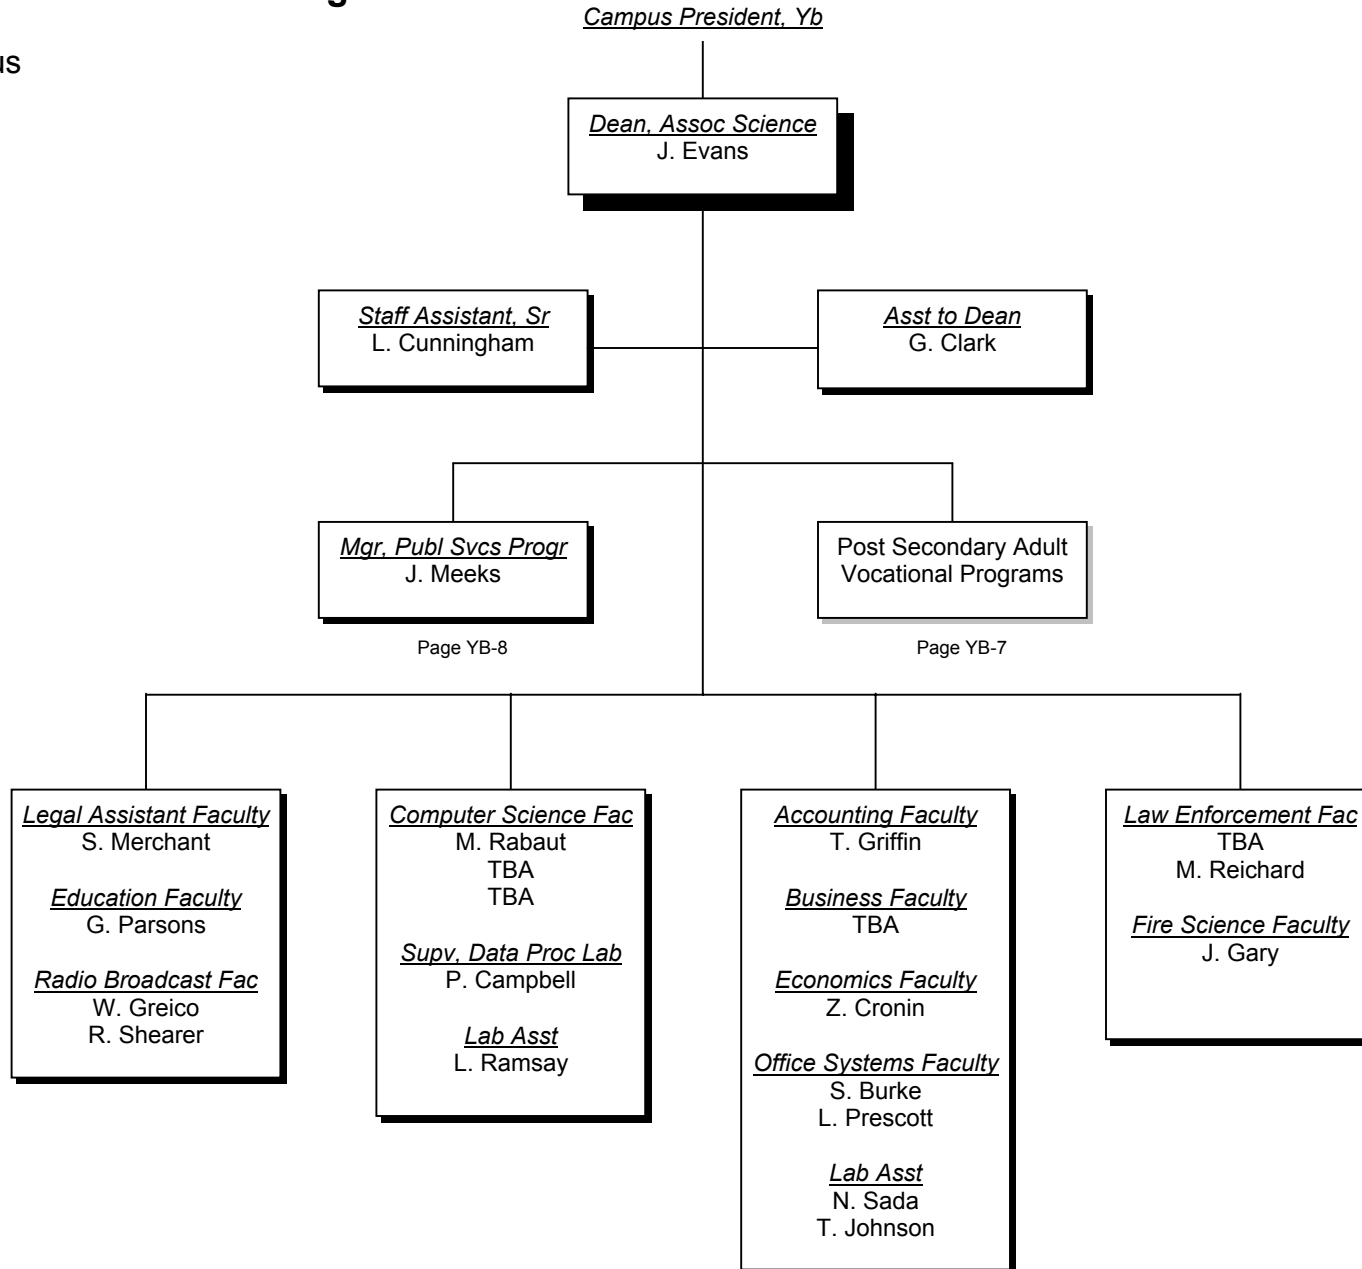 Campus President, Yb
Dean, Assoc Science
J. Evans
Staff Assistant, Sr
L. Cunningham
Asst to Dean
G. Clark
Mgr, Publ Svcs Progr
J. Meeks
Page YB-8
Post Secondary Adult
Vocational Programs
Page YB-7
Legal Assistant Faculty
S. Merchant
Education Faculty
G. Parsons
Radio Broadcast Fac
W. Greico
R. Shearer
Computer Science Fac
M. Rabaut
TBA
TBA
Supv, Data Proc Lab
P. Campbell
Lab Asst
L. Ramsay
Accounting Faculty
T. Griffin
Business Faculty
TBA
Economics Faculty
Z. Cronin
Office Systems Faculty
S. Burke
L. Prescott
Lab Asst
N. Sada
T. Johnson
Law Enforcement Fac
TBA
M. Reichard
Fire Science Faculty
J. Gary